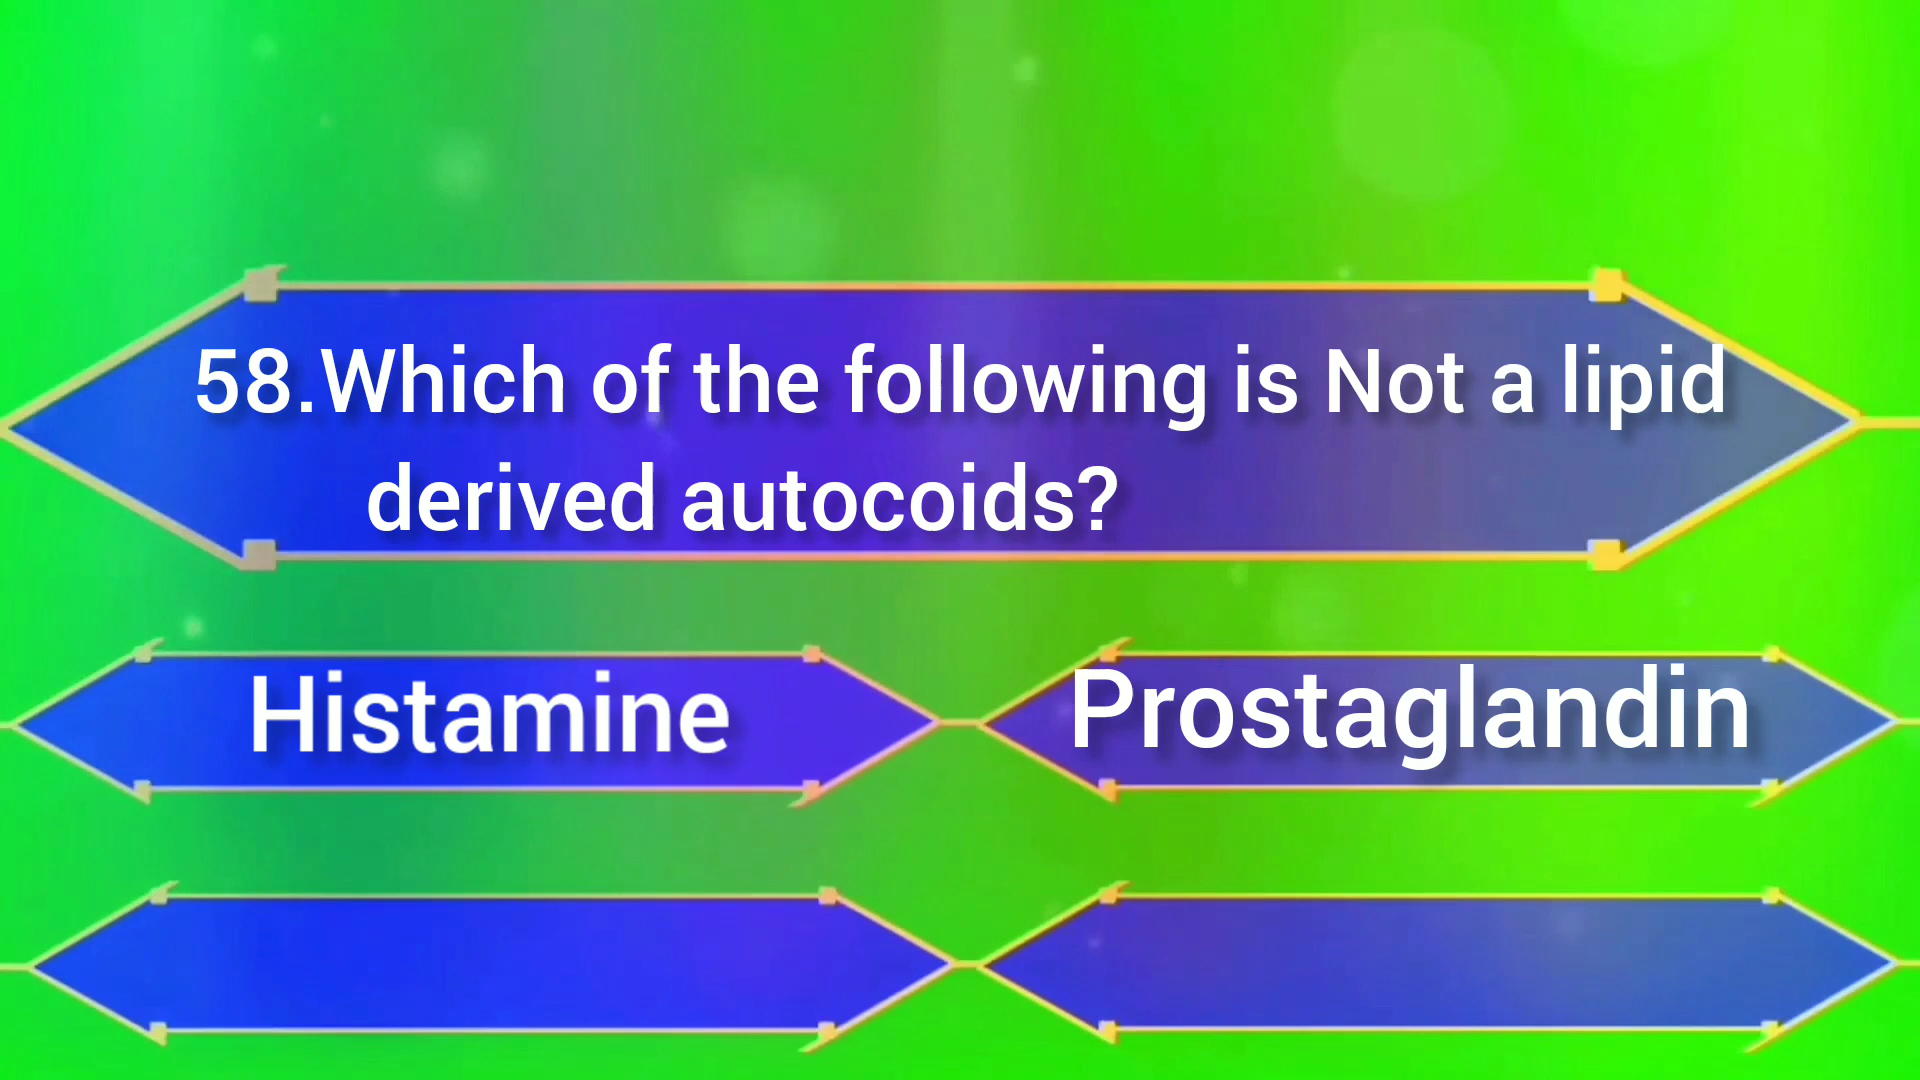 58.Which of the following is Not a lipid
derived autocoids?
Histamine
Prostaglandin